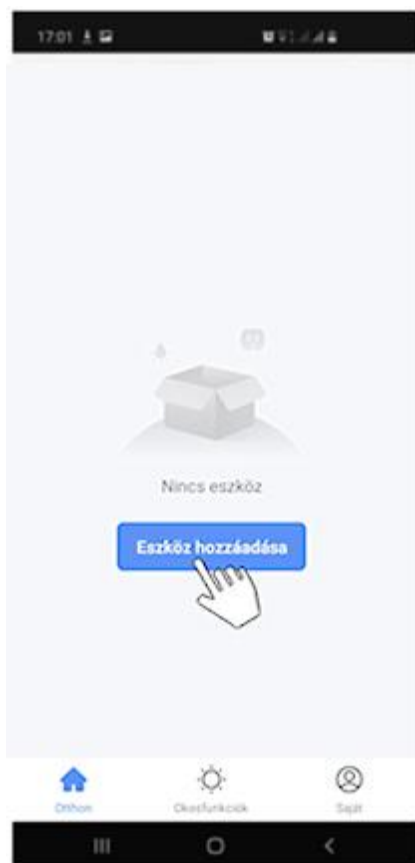 17:01
Nincs eszköz
Eszköz hozzáadása
Otthon
Okosfunkciók
Saját